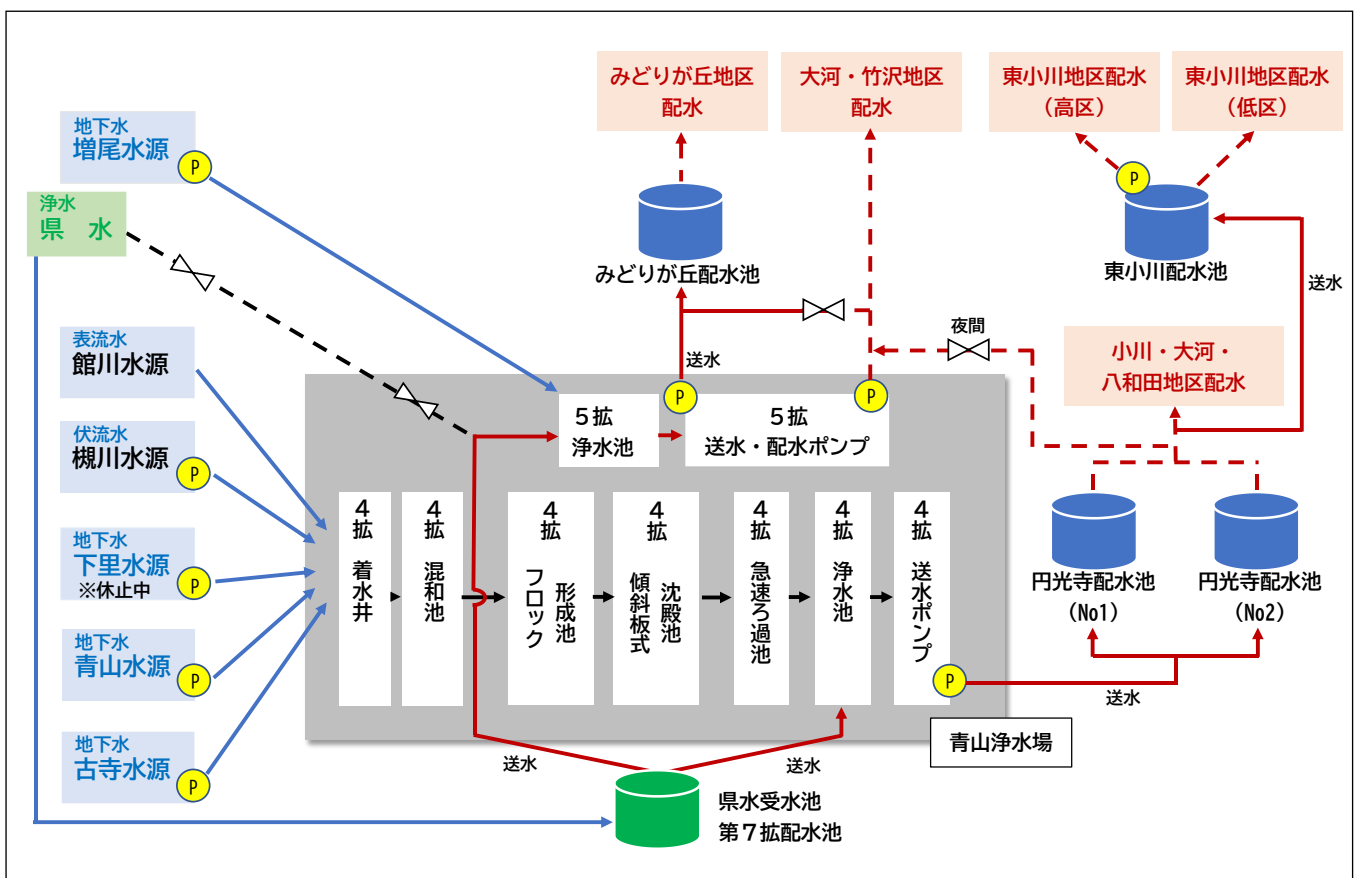 みどりが丘地区
配水
大河・竹沢地区
配水
東小川地区配水
（高区）
東小川地区配水
（低区）
地下水
増尾水源
P
浄水
県　水
P
みどりが丘配水池
東小川配水池
送水
表流水
館川水源
夜間
小川・大河・
八和田地区配水
送水
P
P
５拡
浄水池
５拡
送水・配水ポンプ
伏流水
槻川水源
P
地下水
下里水源
※休止中
P
４拡　着水井
４拡　混和池
４拡　フロック
形成池
４拡　傾斜板式
沈殿池
４拡　急速ろ過池
４拡　浄水池
４拡　送水ポンプ
円光寺配水池
(No1)
円光寺配水池
(No2)
地下水
青山水源
P
P
送水
地下水
古寺水源
P
青山浄水場
送水
送水
県水受水池
第７拡配水池